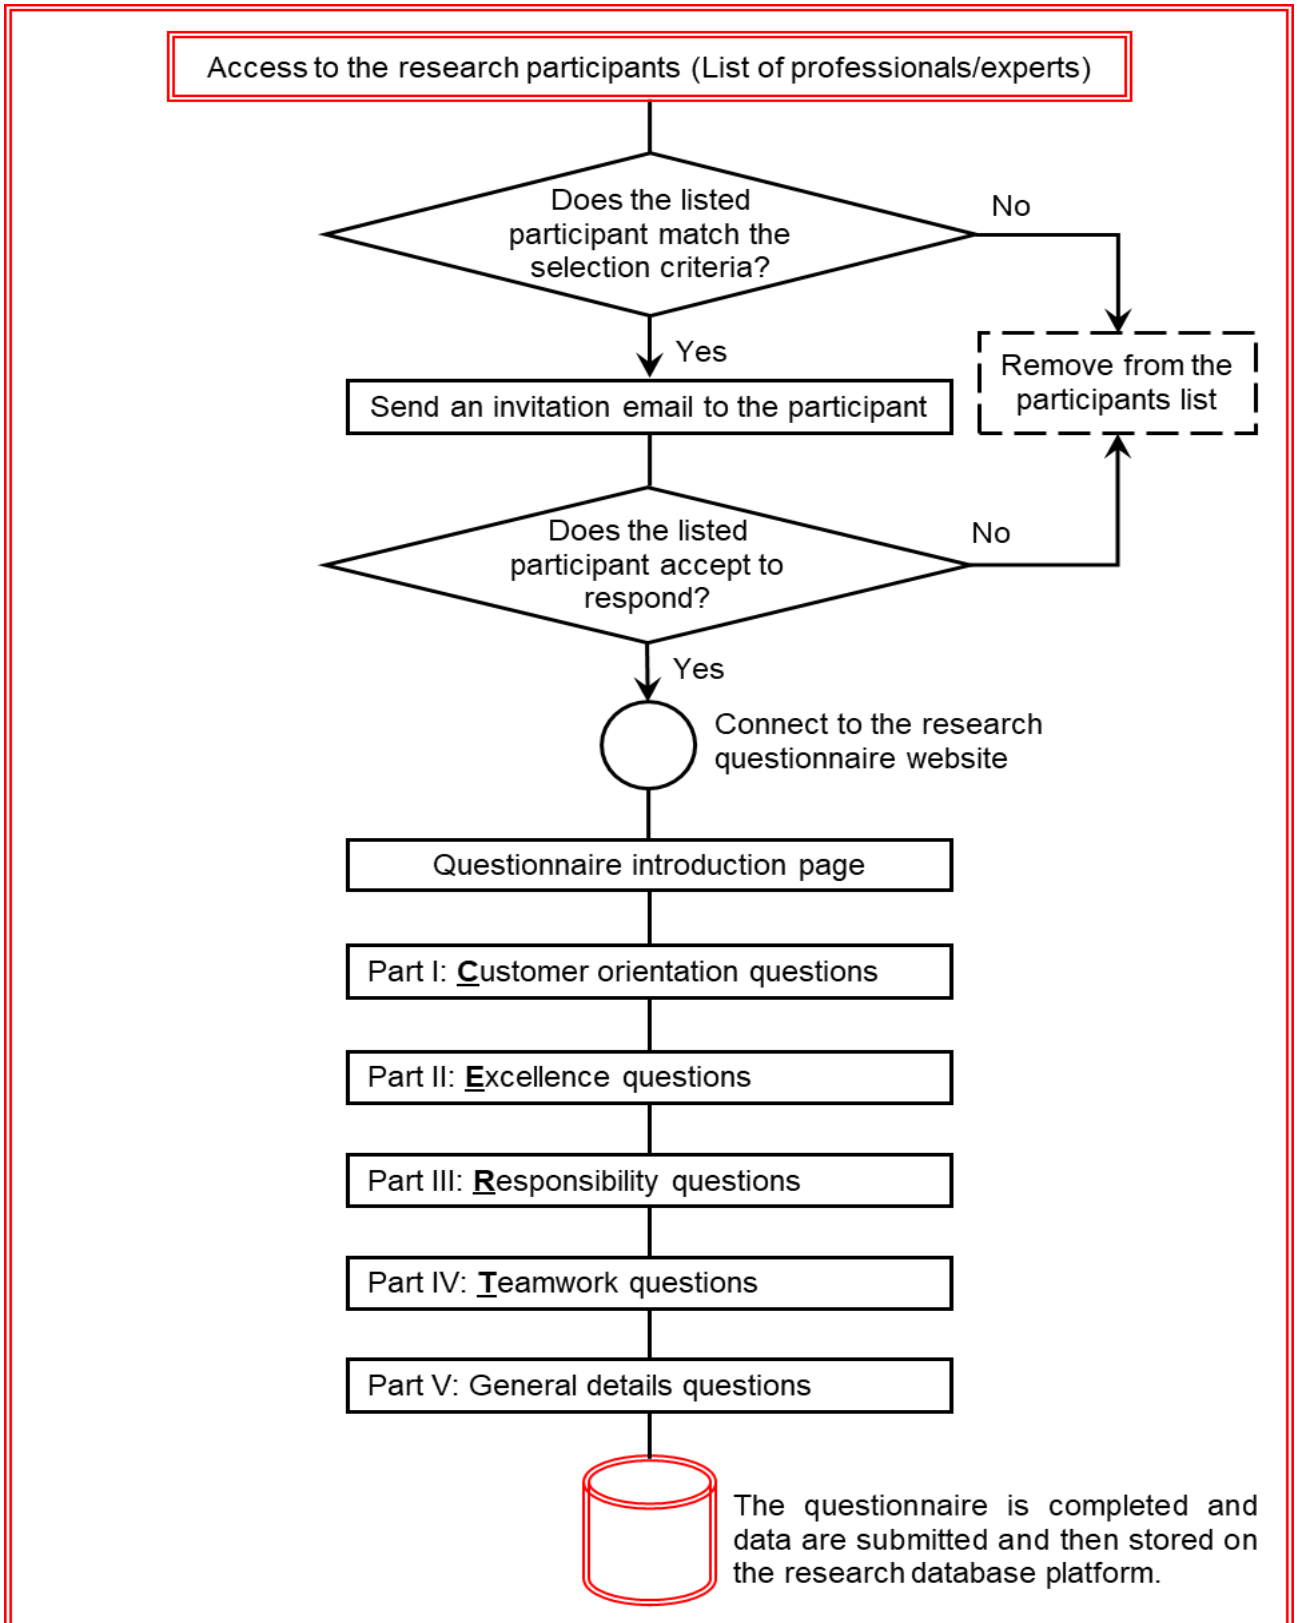 Access to the research participants (List of professionals/experts)
Does the listed
participant match the
selection criteria?
No
Yes
Remove from the
participants list
Send an invitation email to the participant
Does the listed
participant accept to
respond?
No
Yes
Connect to the research
questionnaire website
Questionnaire introduction page
Part I: Customer orientation questions
Part II: Excellence questions
Part III: Responsibility questions
Part IV: Teamwork questions
Part V: General details questions
The questionnaire is completed and
data are submitted and then stored on
the research database platform.